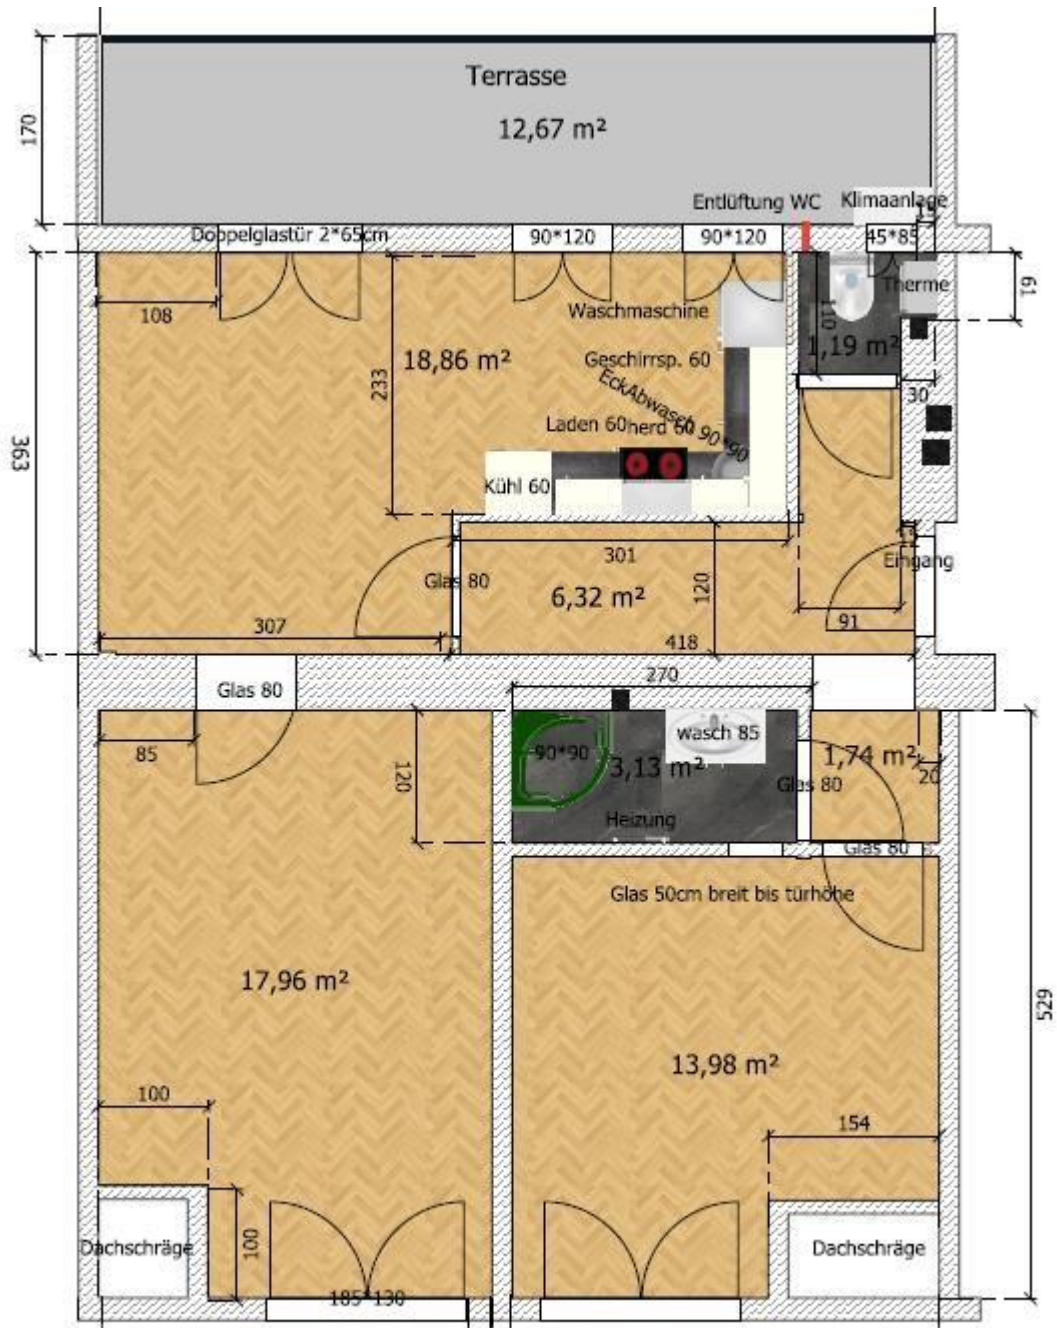 Terrasse
12,67 m²
170
Entlüftung WC
Klimaanlage
15
Doppelglastür 2*65cm
90*120
90*120
45*85
108
Waschmaschine
110
Therme
61
18,86 m²
Geschirrsp. 60
1,19 m²
233
EckAbwasch 90*90
30
Laden 60
herd 60
393
Kühl 60
301
12
Eingang
Glas 80
6,32 m²
120
307
91
418
Glas 80
270
85
120
90*90
wasch 85
3,13 m²
1,74 m²
Glas 80
20
Heizung
Glas 80
Glas 50cm breit bis türhöhe
17,96 m²
529
13,98 m²
100
154
Dachschräge
100
Dachschräge
185*130